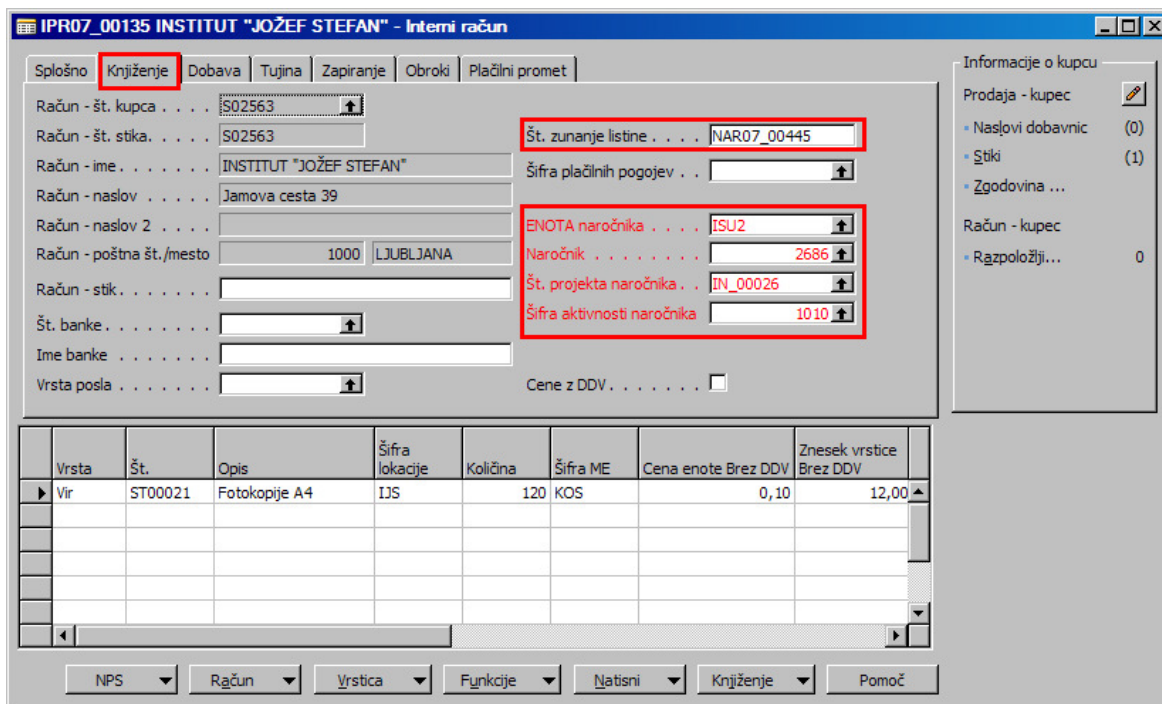 IPR07_00135 INSTITUT "JOŽEF STEFAN" - Interni račun
Splošno Knjiženje Dobava Tujina Zapiranje Obroki Plačilni promet
Račun - št. kupca . . . . S02563
Račun - št. stika. . . . . S02563
Račun - ime . . . . . . . INSTITUT "JOŽEF STEFAN"
Račun - naslov . . . . . Jamova cesta 39
Račun - naslov 2 . . . .
Račun - poštna št./mesto 1000 LJUBLJANA
Račun - stik. . . . . . .
Št. banke. . . . . . . .
Ime banke . . . . . . .
Vrsta posla . . . . . . .
Št. zunanje listine . . . . NAR07_00445
Šifra plačilnih pogojev . .
ENOTA naročnika . . . . ISU2
Naročnik . . . . . . . . 2686
Št. projekta naročnika. . IN_00026
Šifra aktivnosti naročnika 1010
Cene z DDV. . . . . . .
Informacije o kupcu
Prodaja - kupec
Naslovi dobavnic (0)
Stiki (1)
Zgodovina ...
Račun - kupec
Razpoložlji... 0
Vrsta Št. Opis Šifra lokacije Količina Šifra ME Cena enote Brez DDV Znesek vrstice Brez DDV
Vir ST00021 Fotokopije A4 IJS 120 KOS 0,10 12,00
NPS Račun Vrstica Funkcije Natisni Knjiženje Pomoč